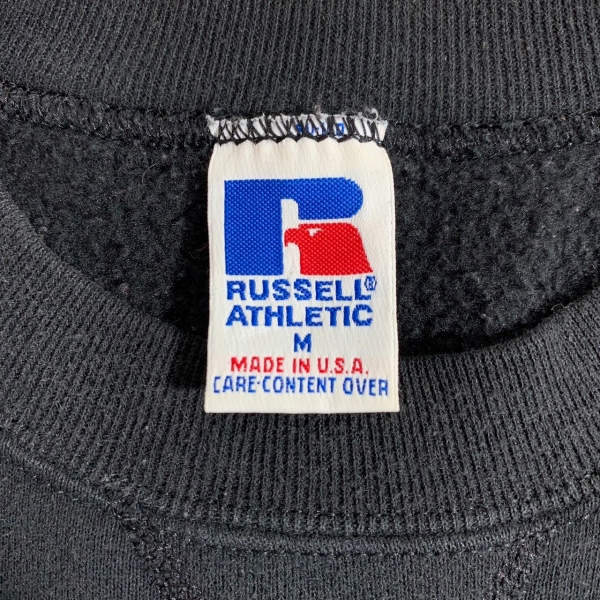 RUSSELL®
ATHLETIC
M
MADE IN U.S.A.
CARE-CONTENT OVER